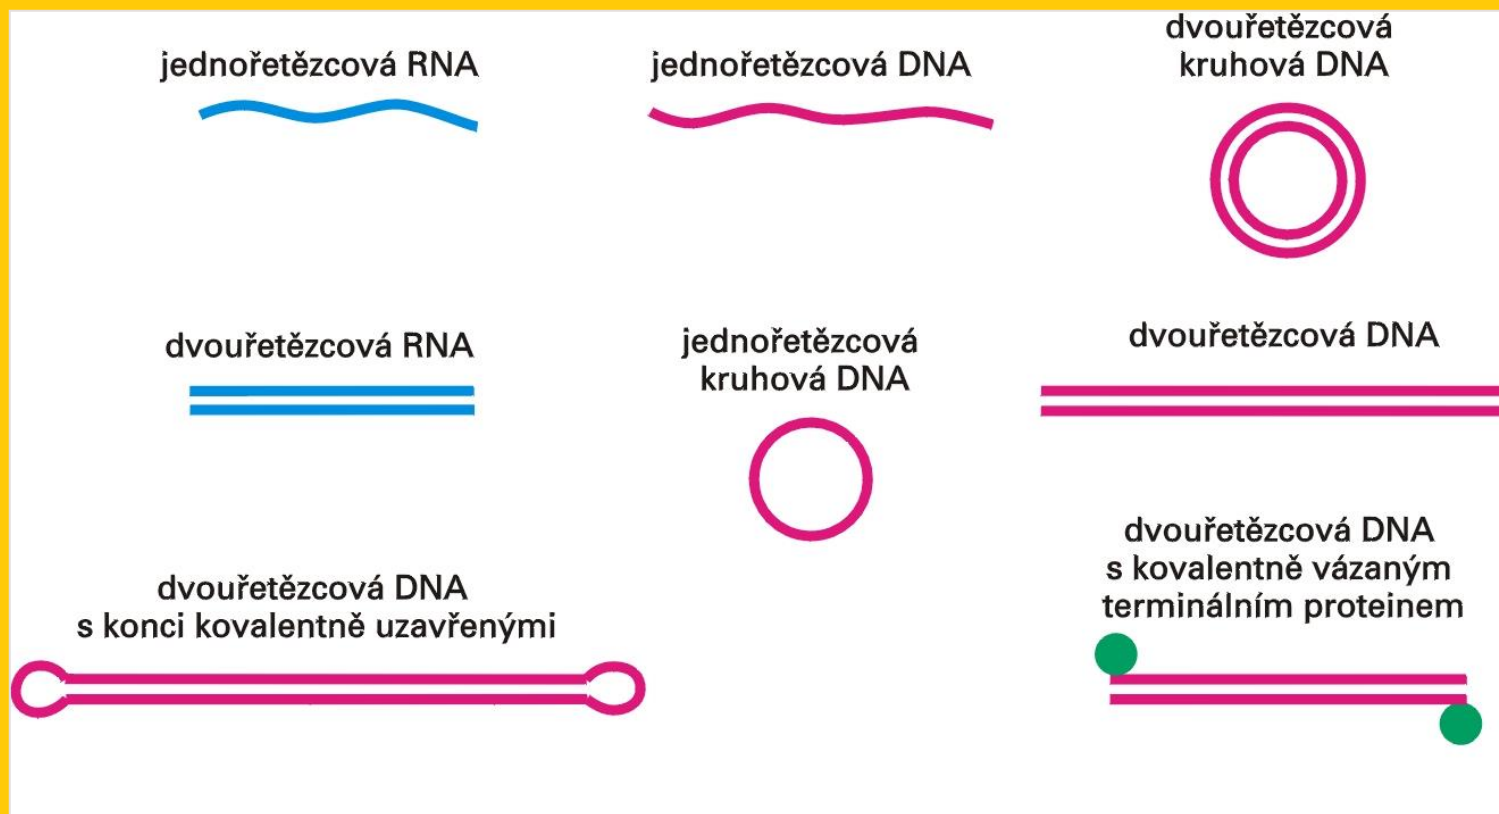 jednořetězcová RNA
jednořetězcová DNA
dvouřetězcová
kruhová DNA
dvouřetězcová RNA
jednořetězcová
kruhová DNA
dvouřetězcová DNA
dvouřetězcová DNA
s konci kovalentně uzavřenými
dvouřetězcová DNA
s kovalentně vázaným
terminálním proteinem